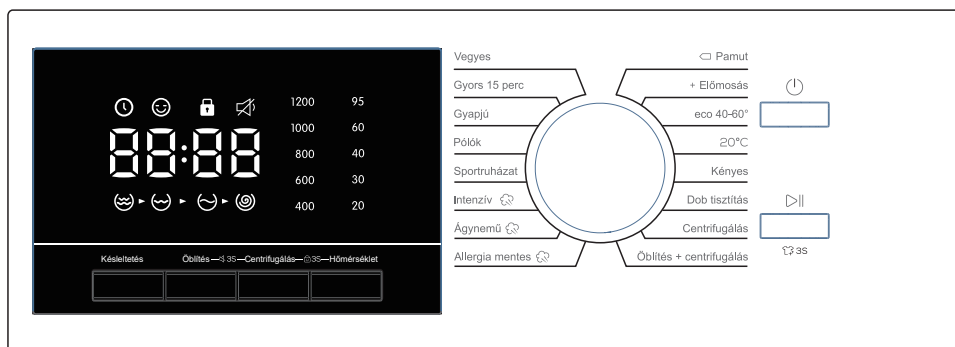 1200 95
1000 60
88:88
800 40
600 30
400 20
Késleltetés Öblítés 3S Centrifugálás 3S Hőmérséklet
Vegyes
Gyors 15 perc
Gyapjú
Pólók
Sportruházat
Intenzív
Ágynemű
Allergia mentes
Pamut
+ Előmosás
eco 40-60°
20°C
Kényes
Dob tisztítás
Centrifugálás
Öblítés + centrifugálás
3S